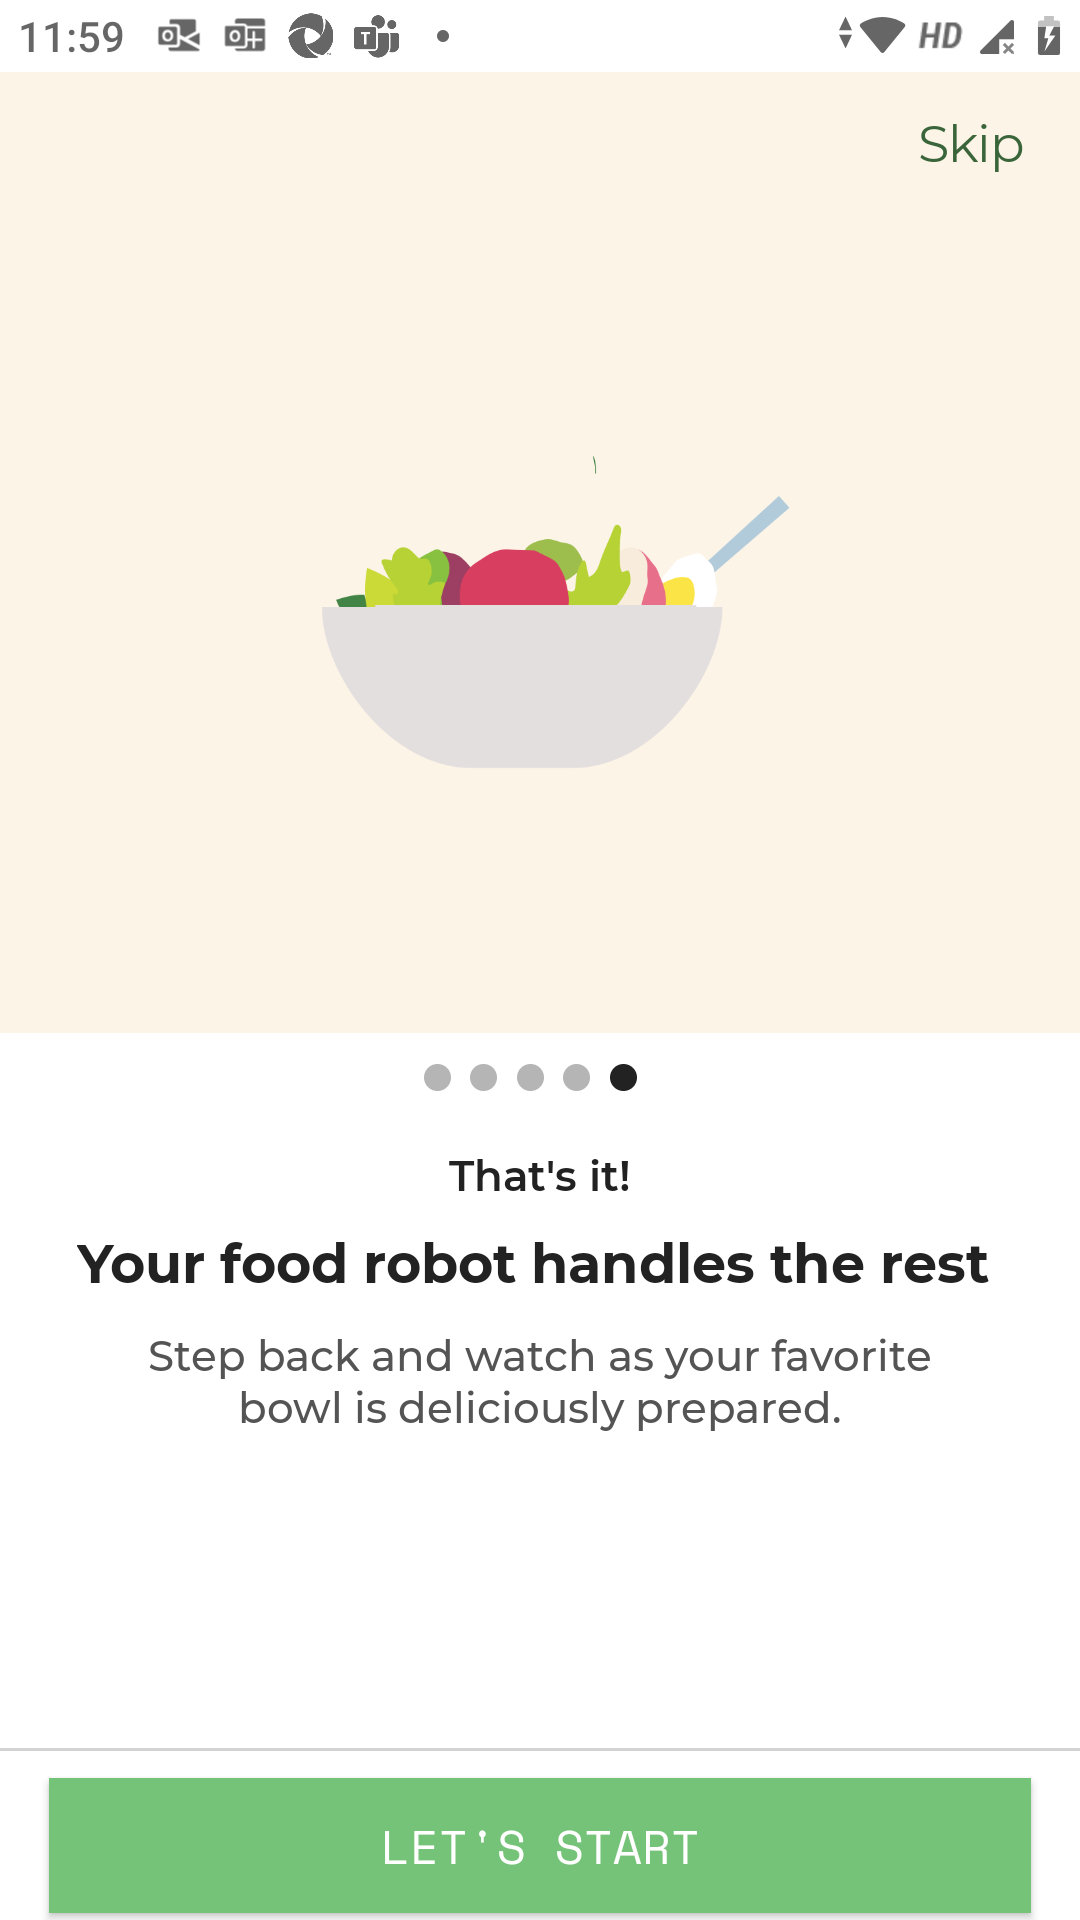 11:59
HD
Skip
That's it!
Your food robot handles the rest
Step back and watch as your favorite
bowl is deliciously prepared.
LET'S START